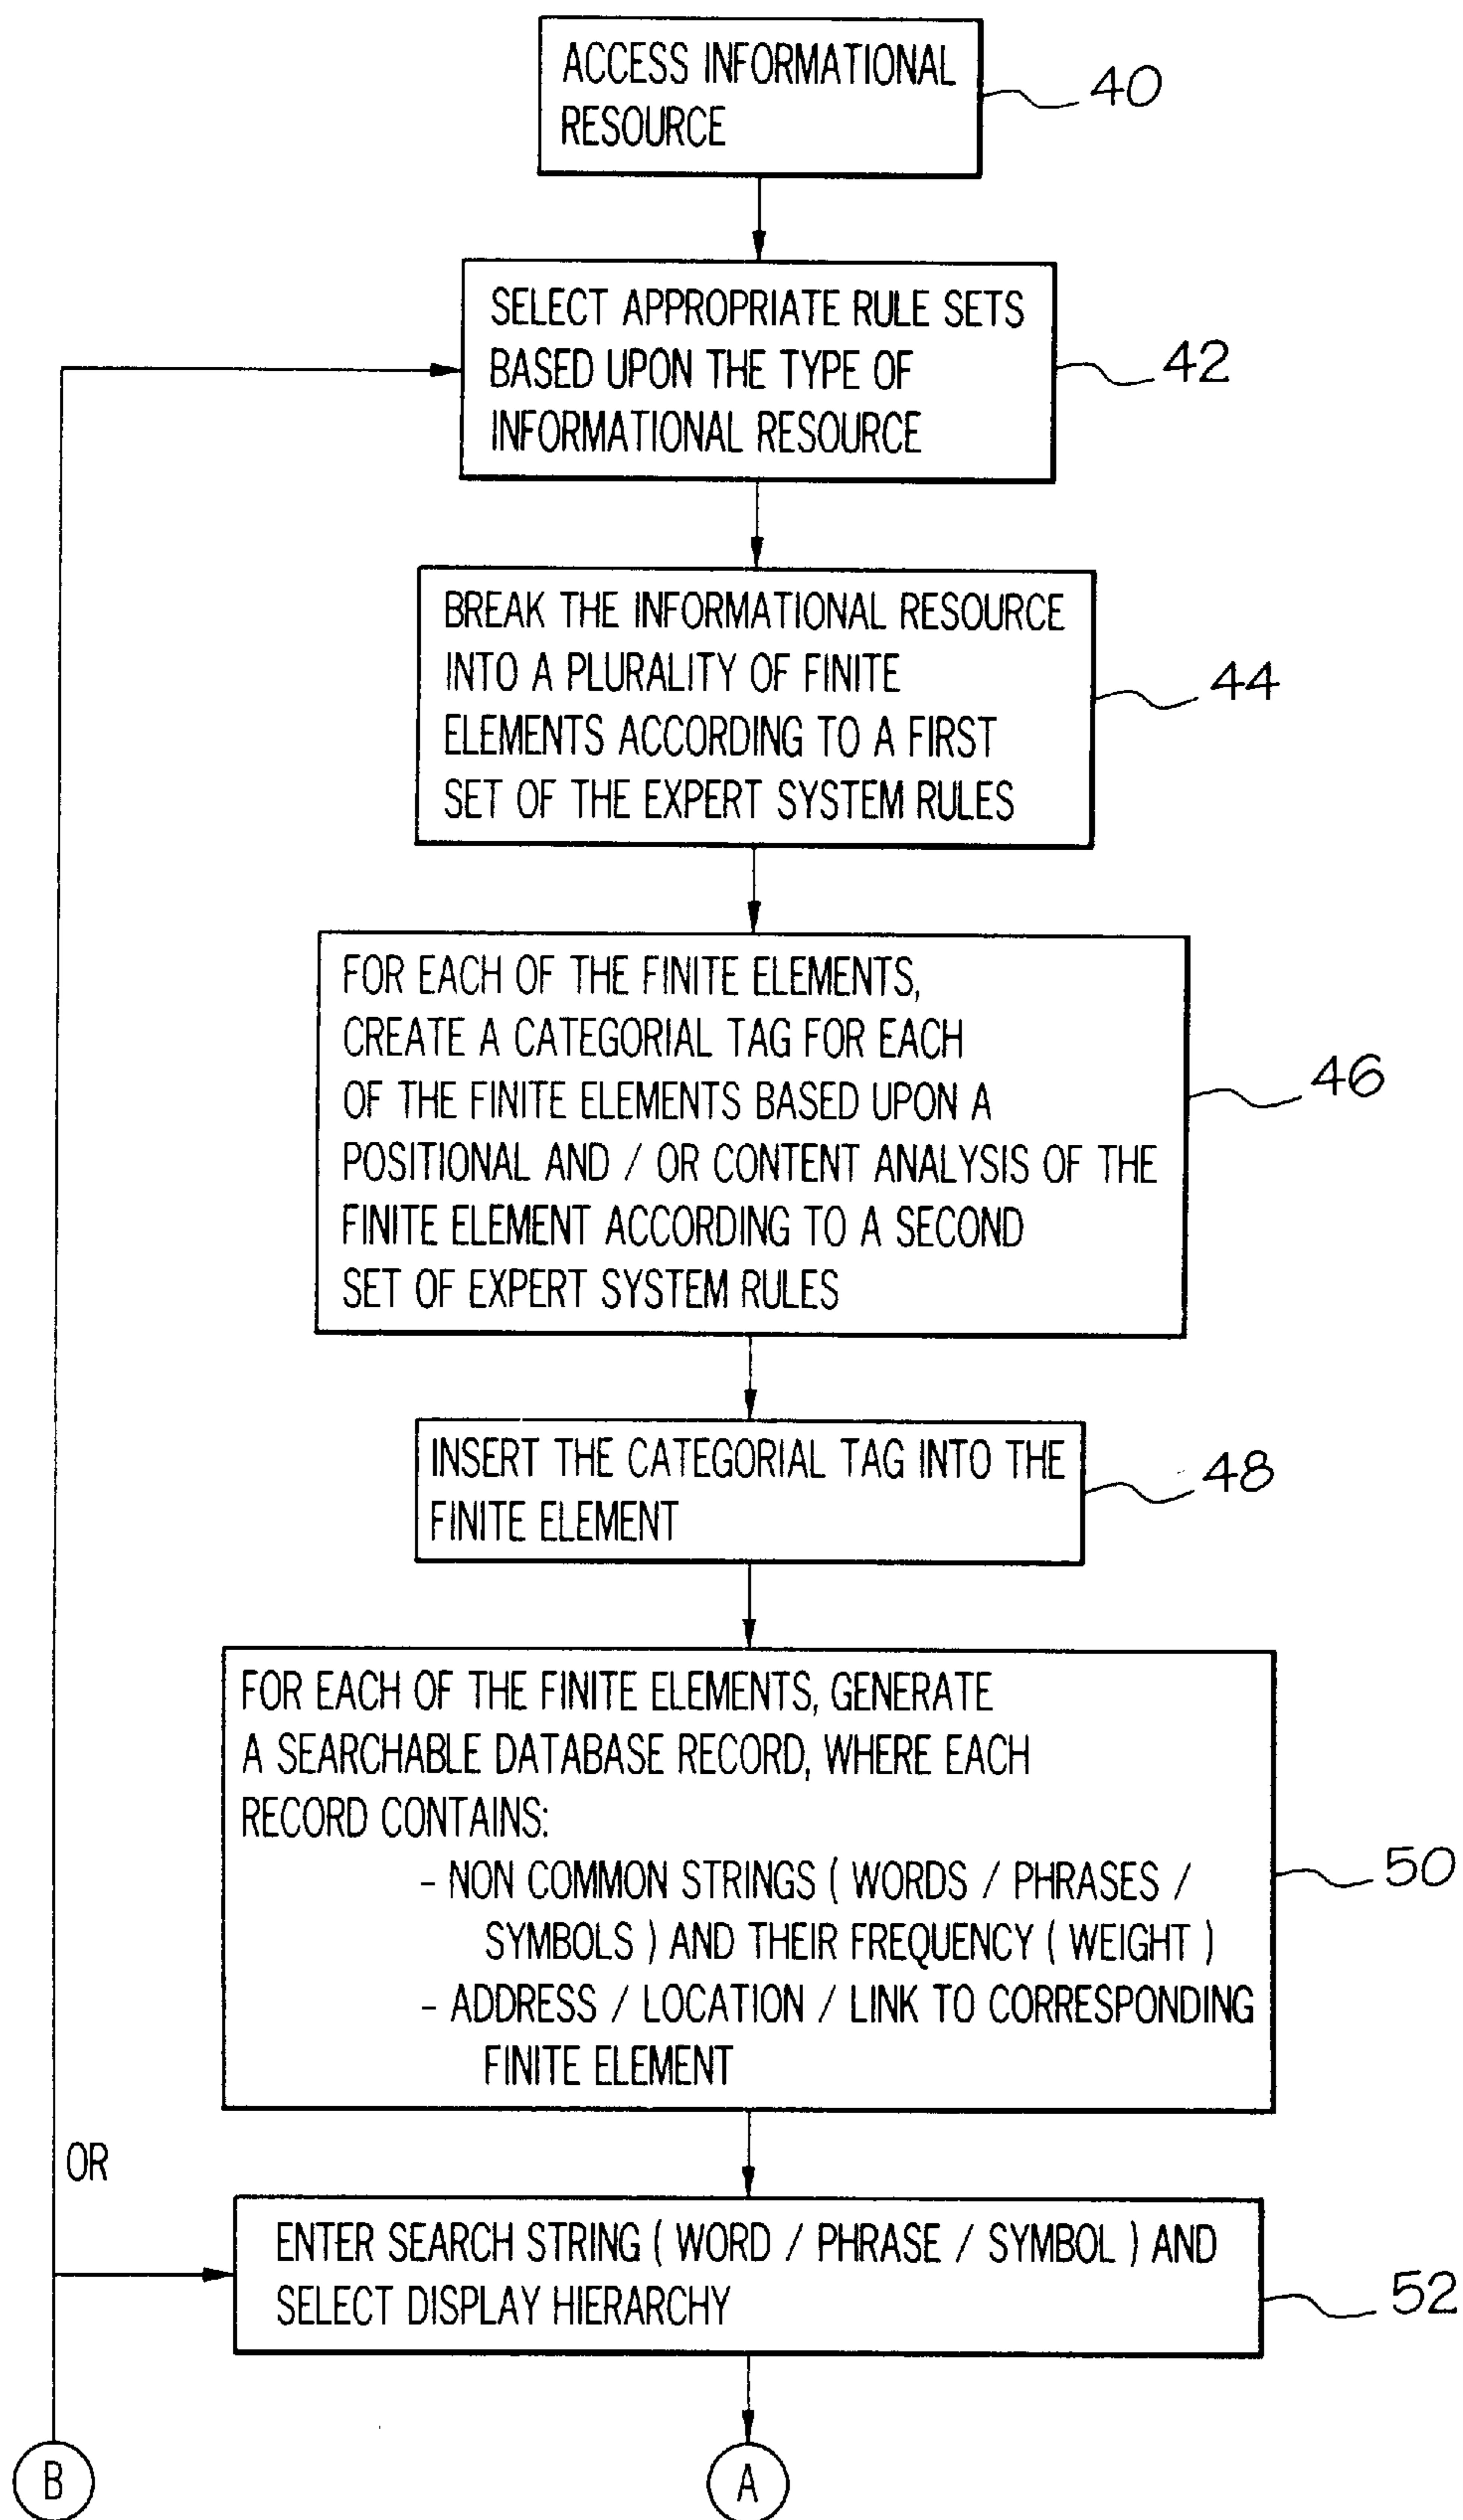 ACCESS INFORMATIONAL
RESOURCE
40
SELECT APPROPRIATE RULE SETS
BASED UPON THE TYPE OF
INFORMATIONAL RESOURCE
42
BREAK THE INFORMATIONAL RESOURCE
INTO A PLURALITY OF FINITE
ELEMENTS ACCORDING TO A FIRST
SET OF THE EXPERT SYSTEM RULES
44
FOR EACH OF THE FINITE ELEMENTS,
CREATE A CATEGORIAL TAG FOR EACH
OF THE FINITE ELEMENTS BASED UPON A
POSITIONAL AND / OR CONTENT ANALYSIS OF THE
FINITE ELEMENT ACCORDING TO A SECOND
SET OF EXPERT SYSTEM RULES
46
INSERT THE CATEGORIAL TAG INTO THE
FINITE ELEMENT
48
FOR EACH OF THE FINITE ELEMENTS, GENERATE
A SEARCHABLE DATABASE RECORD, WHERE EACH
RECORD CONTAINS:
- NON COMMON STRINGS ( WORDS / PHRASES /
SYMBOLS ) AND THEIR FREQUENCY ( WEIGHT )
- ADDRESS / LOCATION / LINK TO CORRESPONDING
FINITE ELEMENT
50
OR
ENTER SEARCH STRING ( WORD / PHRASE / SYMBOL ) AND
SELECT DISPLAY HIERARCHY
52
B
A